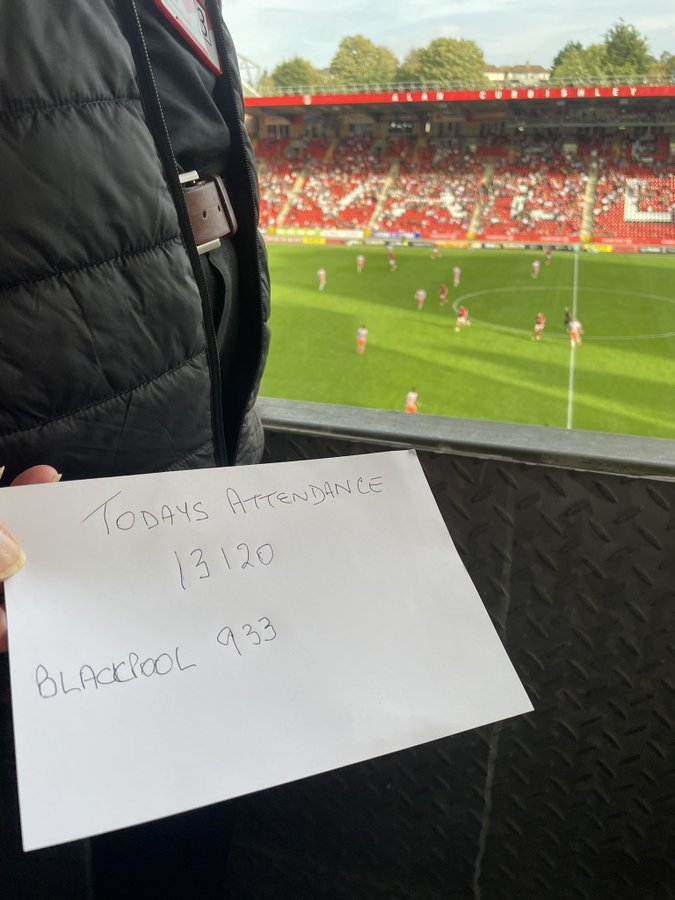 ALAN CURBISHLEY
TODAYS ATTENDANCE
13120
BLACKPOOL 933